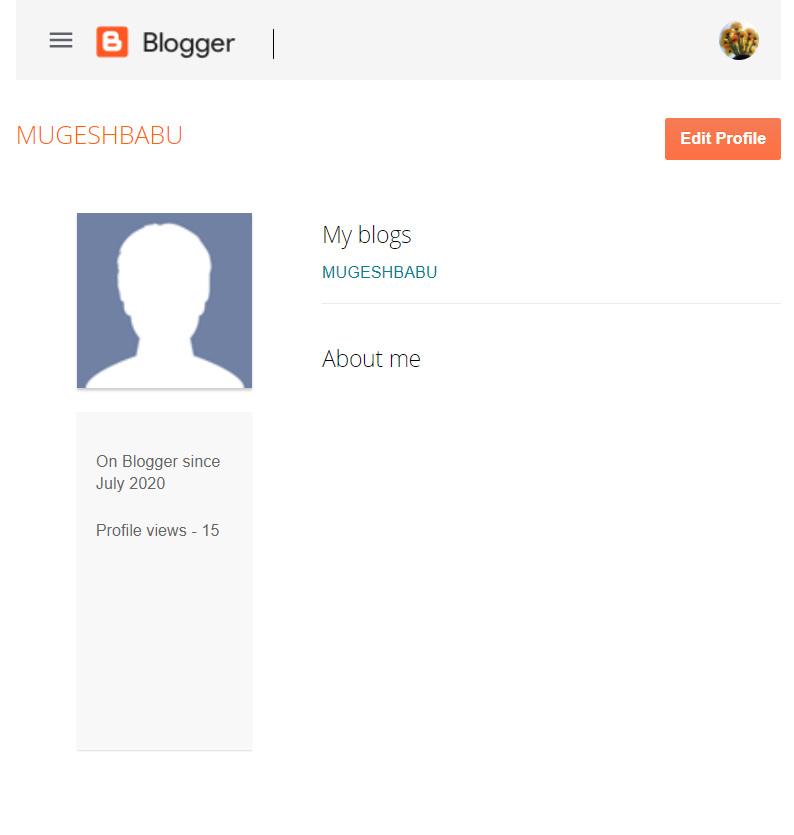 Blogger
MUGESHBABU
Edit Profile
My blogs
MUGESHBABU
About me
On Blogger since
July 2020
Profile views - 15